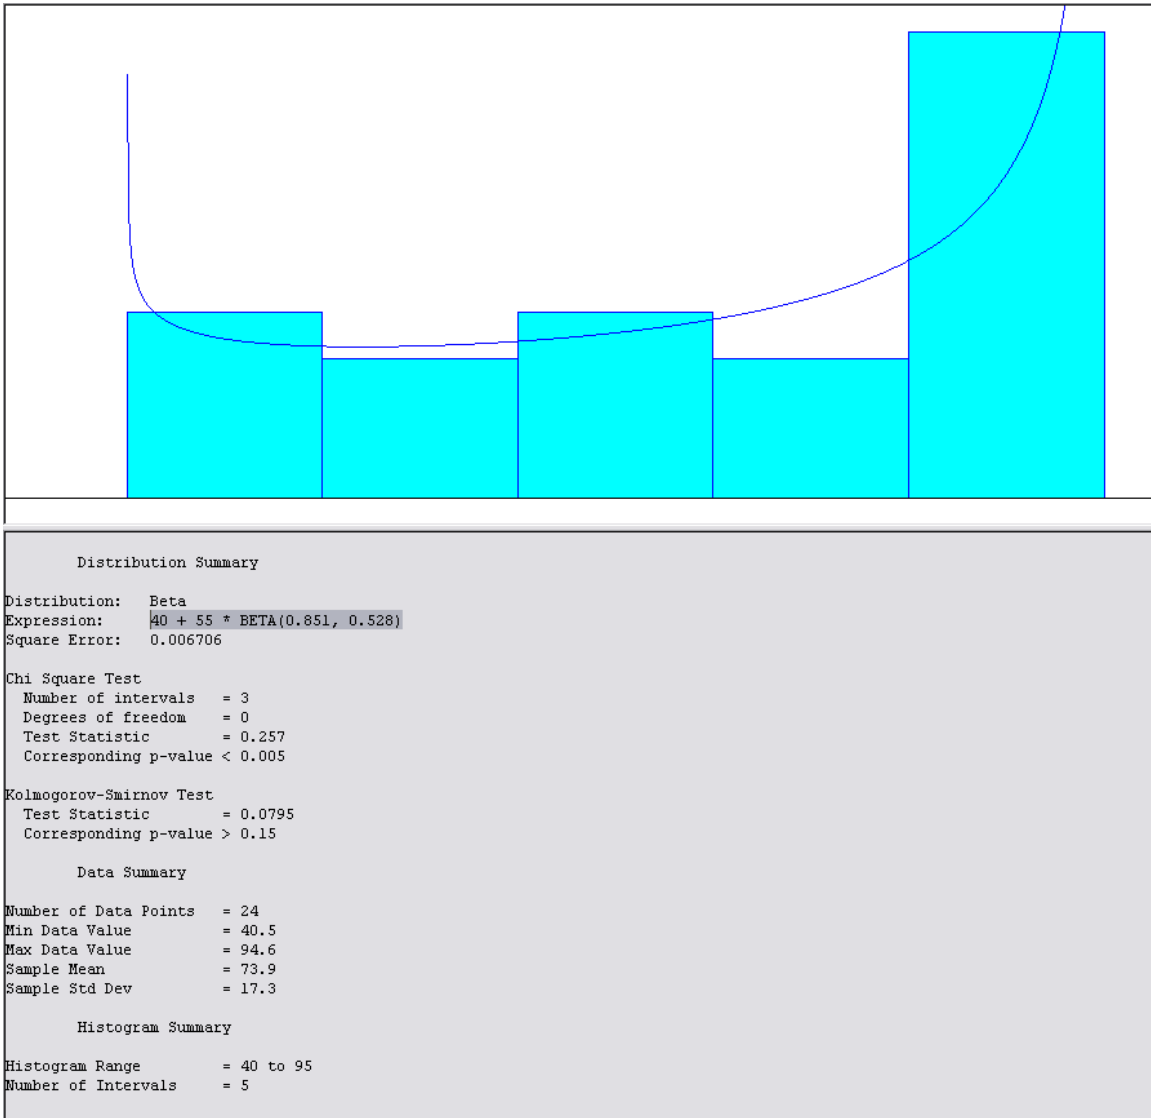 Distribution Summary
Distribution: Beta
Expression: 40 + 55 * BETA(0.851, 0.528)
Square Error: 0.006706
Chi Square Test
Number of intervals = 3
Degrees of freedom = 0
Test Statistic = 0.257
Corresponding p-value < 0.005
Kolmogorov-Smirnov Test
Test Statistic = 0.0795
Corresponding p-value > 0.15
Data Summary
Number of Data Points = 24
Min Data Value = 40.5
Max Data Value = 94.6
Sample Mean = 73.9
Sample Std Dev = 17.3
Histogram Summary
Histogram Range = 40 to 95
Number of Intervals = 5